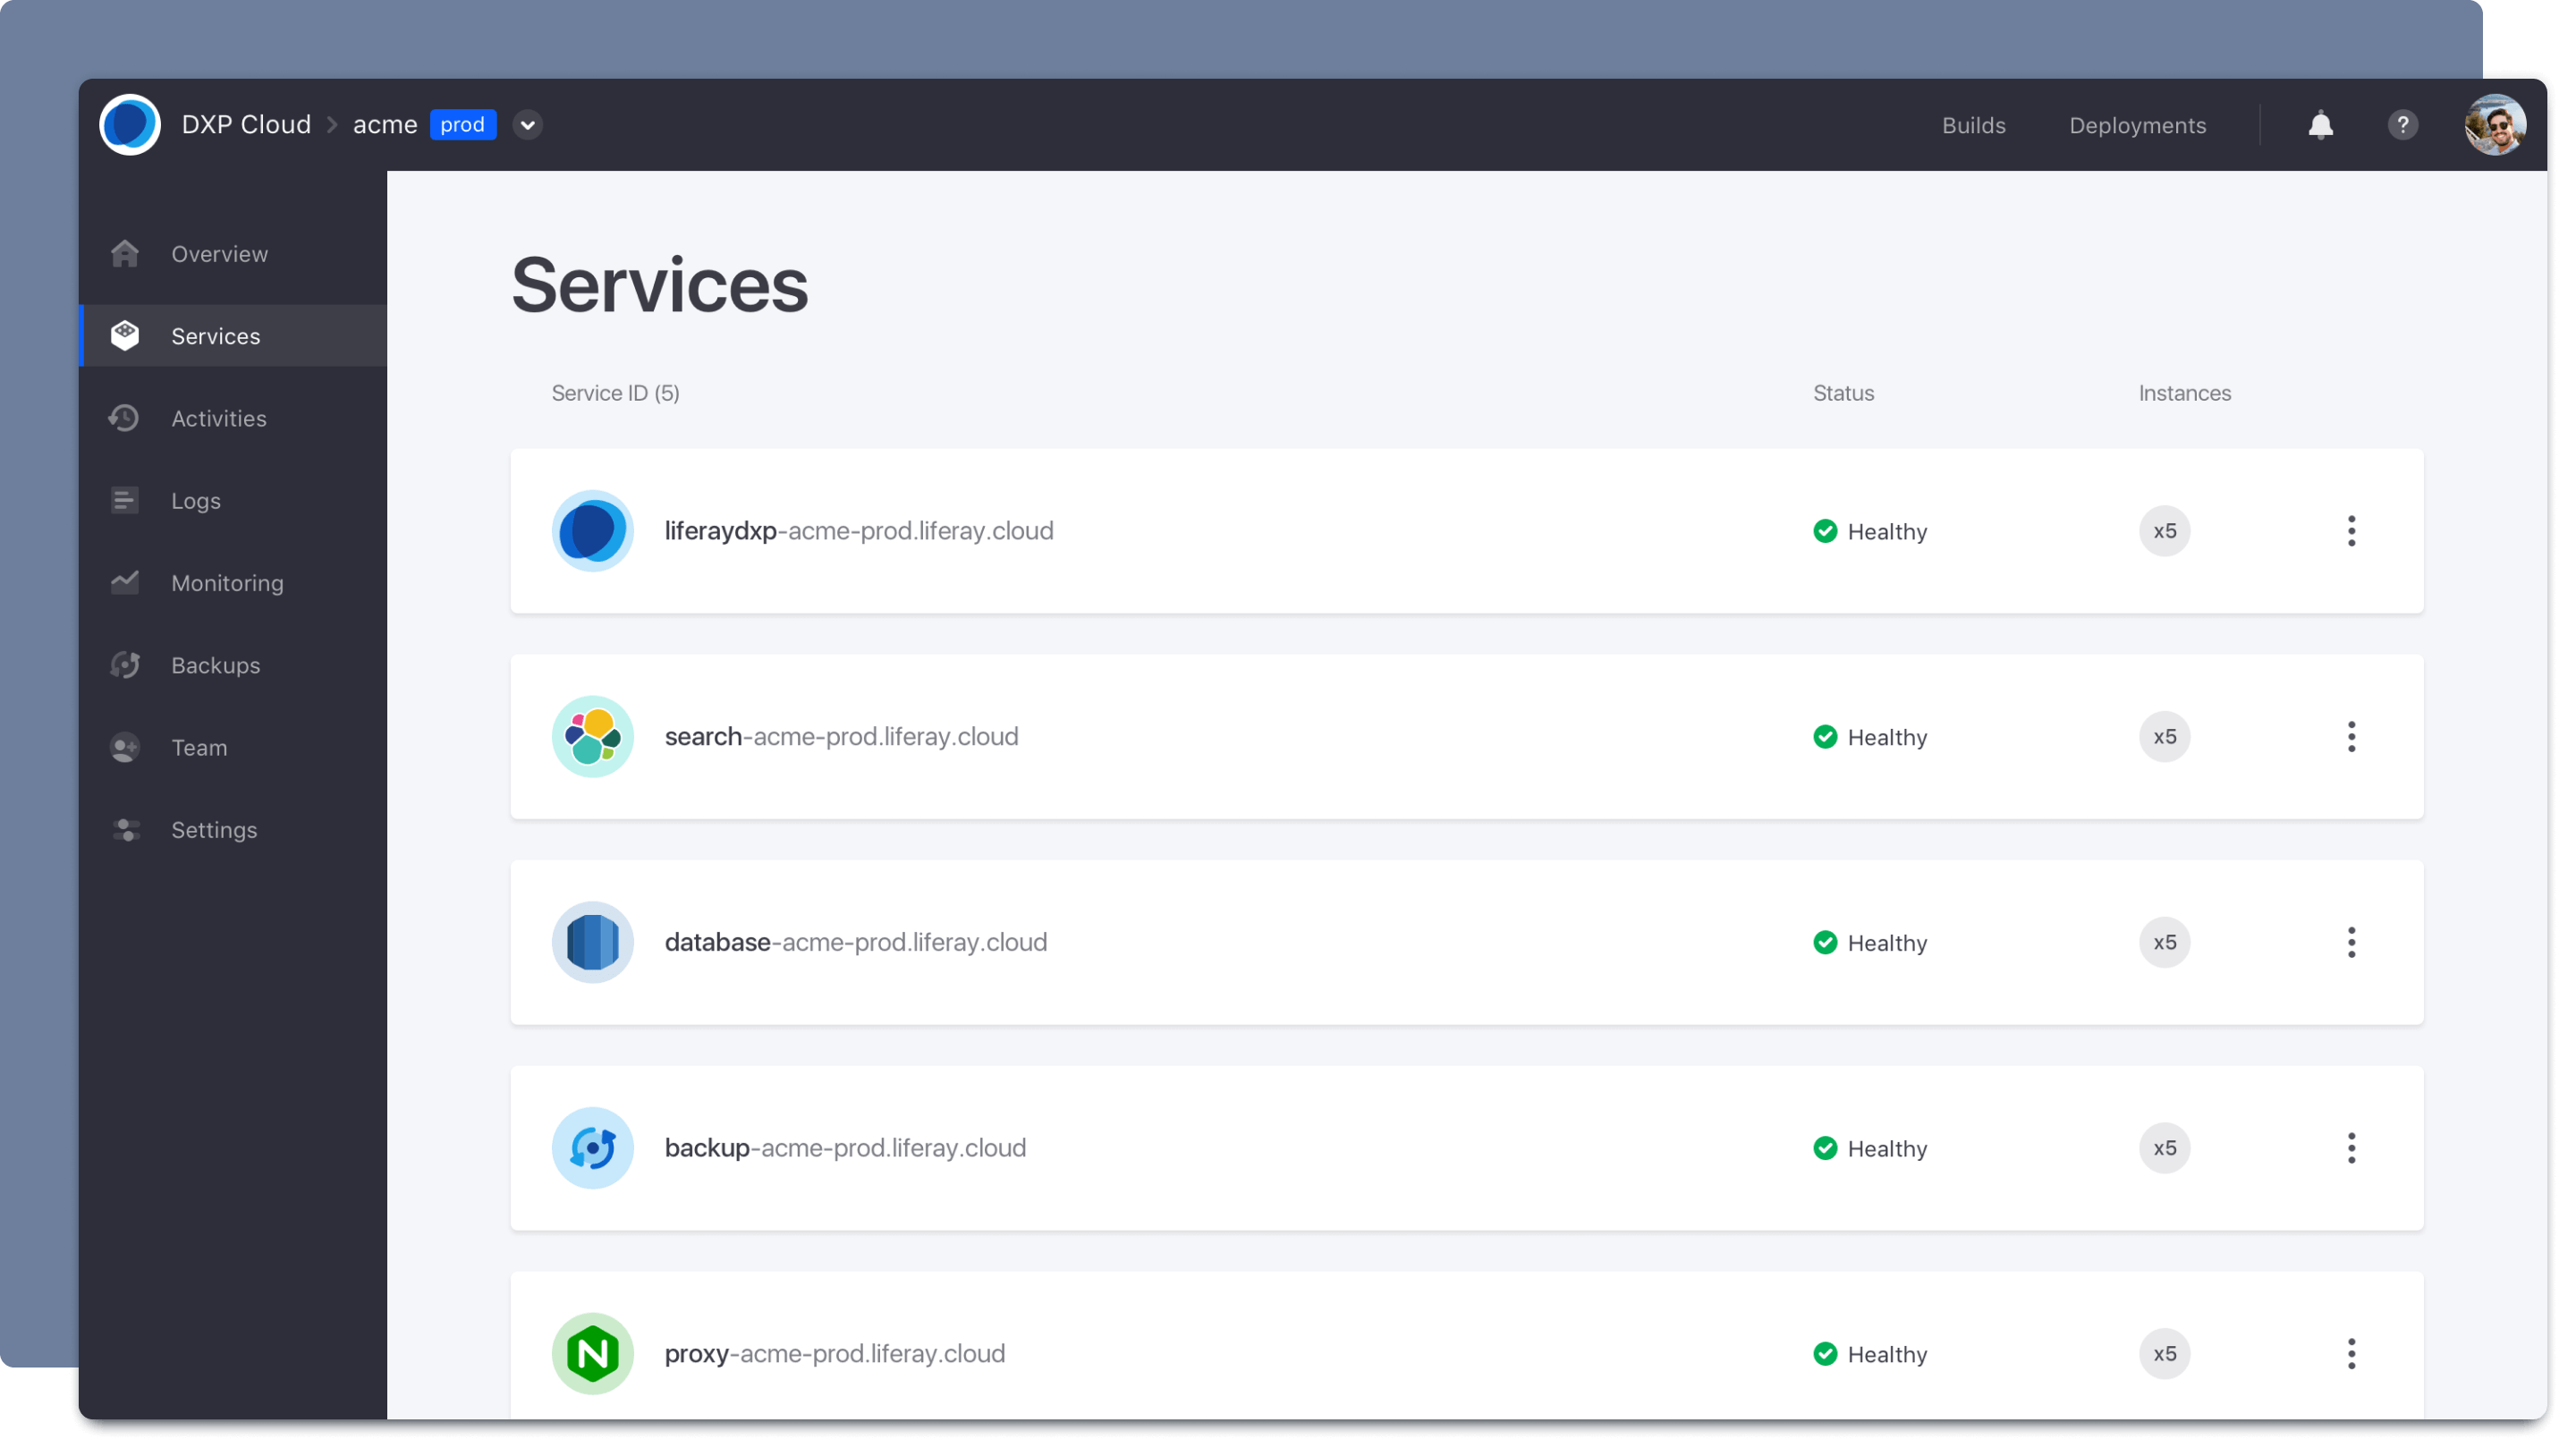 DXP Cloud > acme prod
Builds Deployments ?
Overview
Services
Activities
Logs
Monitoring
Backups
Team
Settings
Services
Service ID (5) Status Instances
liferaydxp-acme-prod.liferay.cloud Healthy x5
search-acme-prod.liferay.cloud Healthy x5
database-acme-prod.liferay.cloud Healthy x5
backup-acme-prod.liferay.cloud Healthy x5
N proxy-acme-prod.liferay.cloud Healthy x5